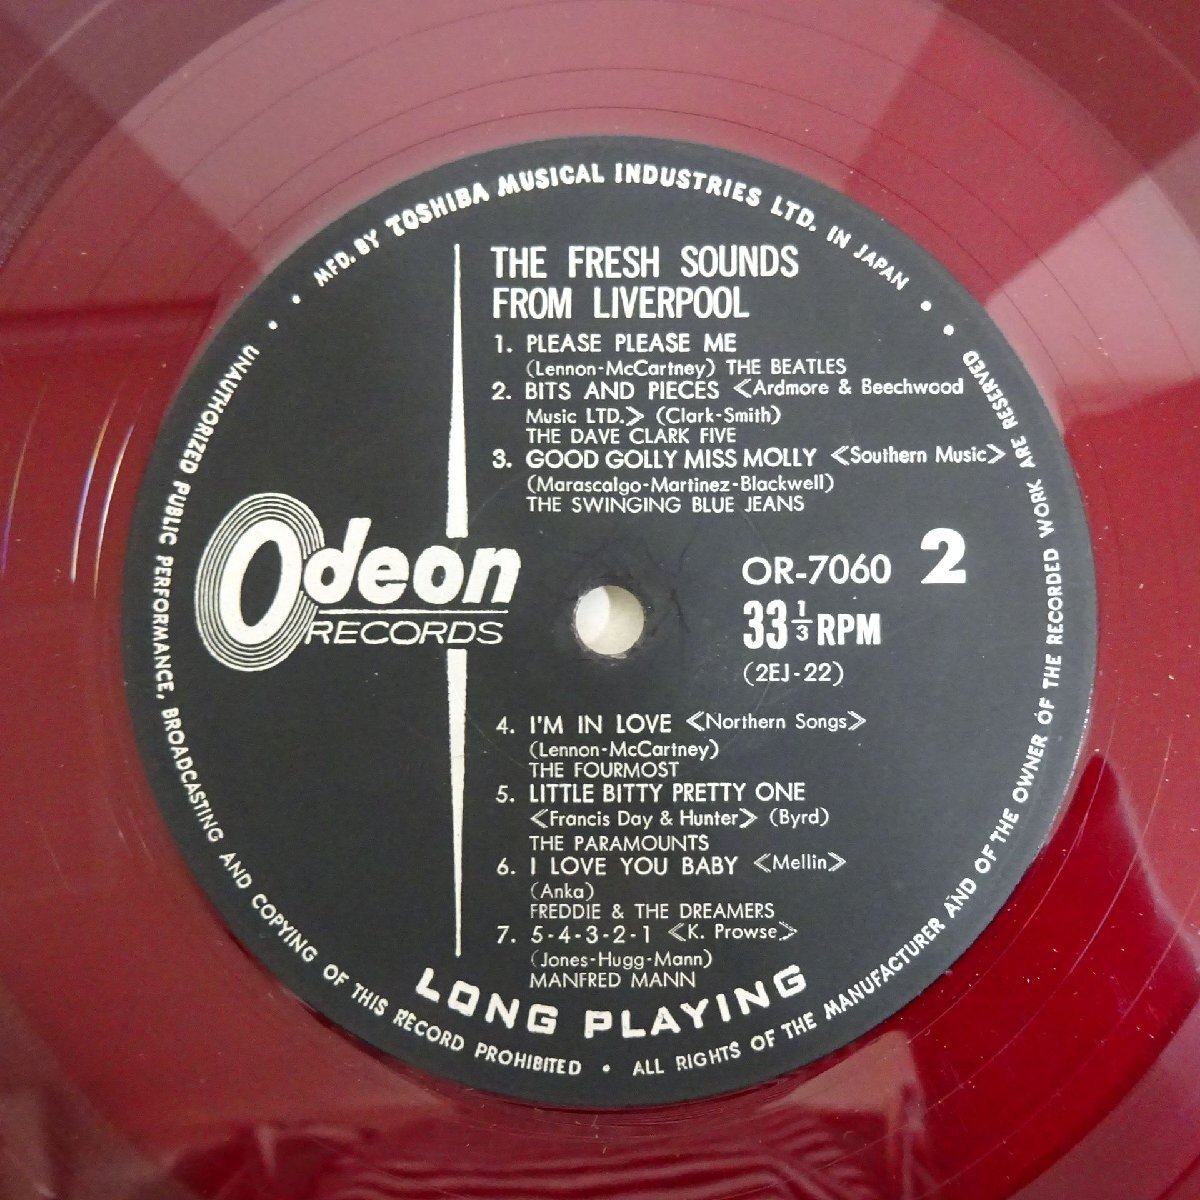 MFD. BY TOSHIBA MUSICAL INDUSTRIES LTD. IN JAPAN
THE FRESH SOUNDS
FROM LIVERPOOL
1. PLEASE PLEASE ME
(Lennon-McCartney) THE BEATLES
2. BITS AND PIECES <Ardmore & Beechwood
Music LTD.> (Clark-Smith)
THE DAVE CLARK FIVE
3. GOOD GOLLY MISS MOLLY <Southern Music>
(Marascalgo-Martinez-Blackwell)
THE SWINGING BLUE JEANS
Odeon
RECORDS
OR-7060 2
33 1/3 RPM
(2EJ-22)
4. I'M IN LOVE <Northern Songs>
(Lennon-McCartney)
THE FOURMOST
5. LITTLE BITTY PRETTY ONE
<Francis Day & Hunter> (Byrd)
THE PARAMOUNTS
6. I LOVE YOU BABY <Mellin>
(Anka)
FREDDIE & THE DREAMERS
7. 5-4-3-2-1 <K. Prowse>
(Jones-Hugg-Mann)
MANFRED MANN
LONG PLAYING
UNAUTHORIZED PUBLIC PERFORMANCE, BROADCASTING AND COPYING OF THIS RECORD PROHIBITED • ALL RIGHTS OF THE MANUFACTURER AND OF THE OWNER OF THE RECORDED WORK ARE RESERVED